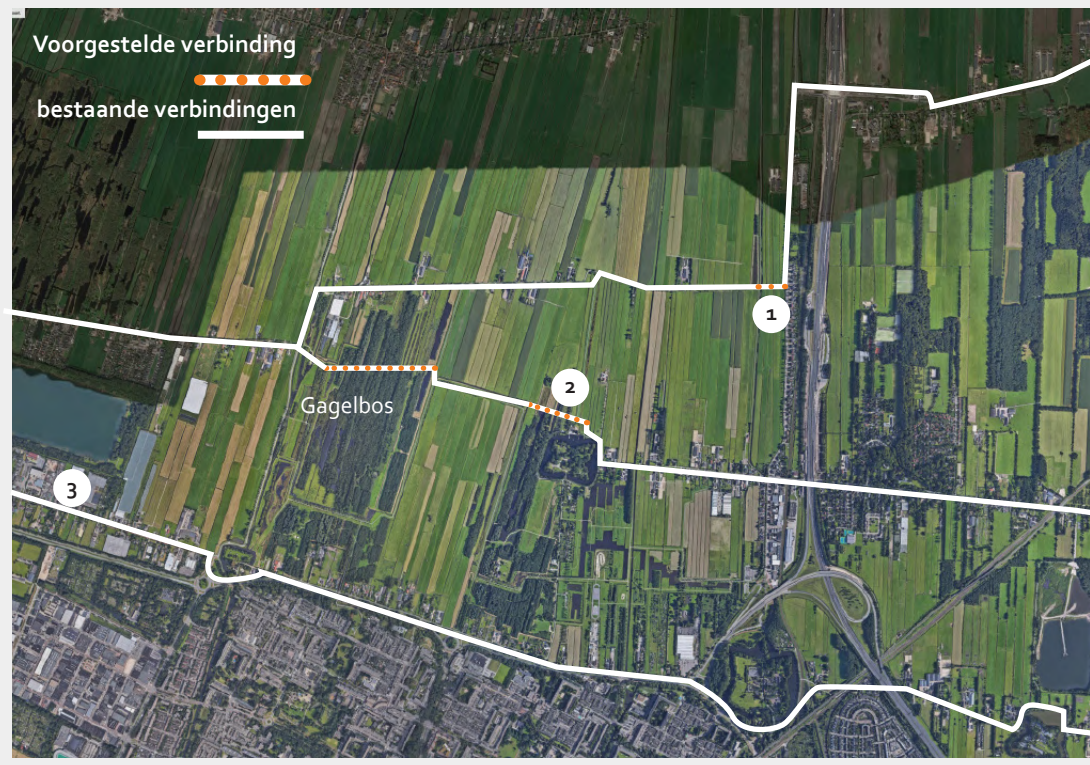 Voorgestelde verbinding
bestaande verbindingen
1
2
Gagelbos
3